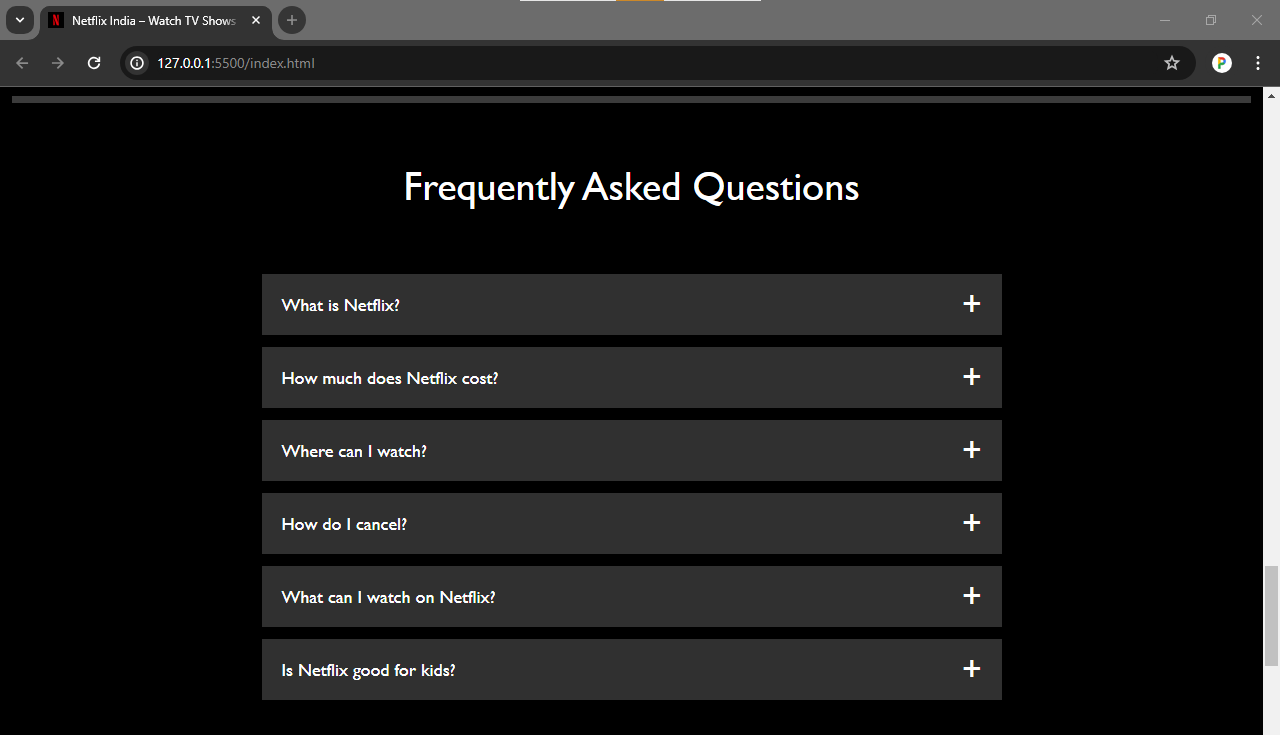 Netflix India – Watch TV Shows
127.0.0.1:5500/index.html
Frequently Asked Questions
What is Netflix? +
How much does Netflix cost? +
Where can I watch? +
How do I cancel? +
What can I watch on Netflix? +
Is Netflix good for kids? +